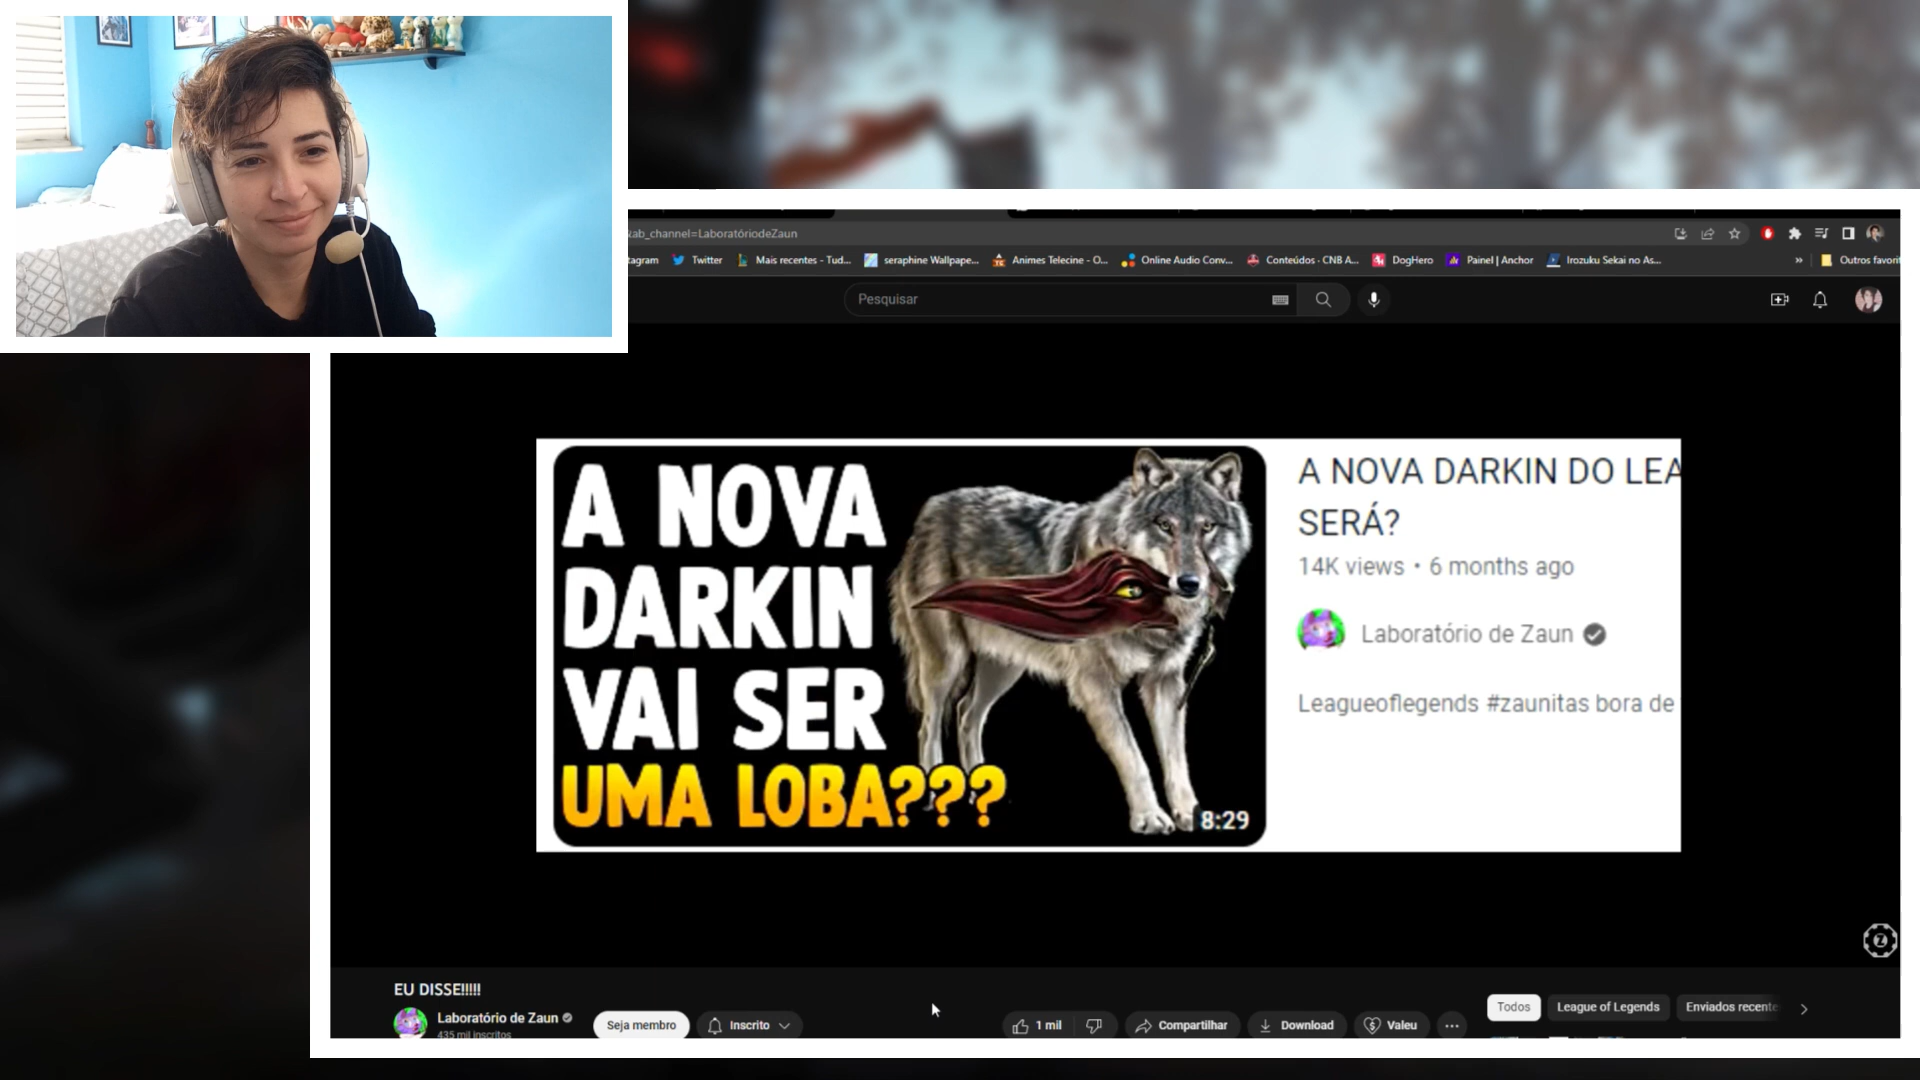 ab_channel=LaboratóriodeZaun
tagram
Twitter
Mais recentes - Tud...
seraphine Wallpape...
Animes Telecine - O...
Online Audio Conv...
Conteúdos - CNB A...
DogHero
Painel | Anchor
Irozuku Sekai no As...
»
Outros favorit
Pesquisar
A NOVA
DARKIN
VAI SER
UMA LOBA???
8:29
A NOVA DARKIN DO LEA
SERÁ?
14K views • 6 months ago
Laboratório de Zaun
Leagueoflegends #zaunitas bora de
EU DISSE!!!!!
Laboratório de Zaun
435 mil inscritos
Seja membro
Inscrito
1 mil
Compartilhar
Download
Valeu
...
Todos
League of Legends
Enviados recente